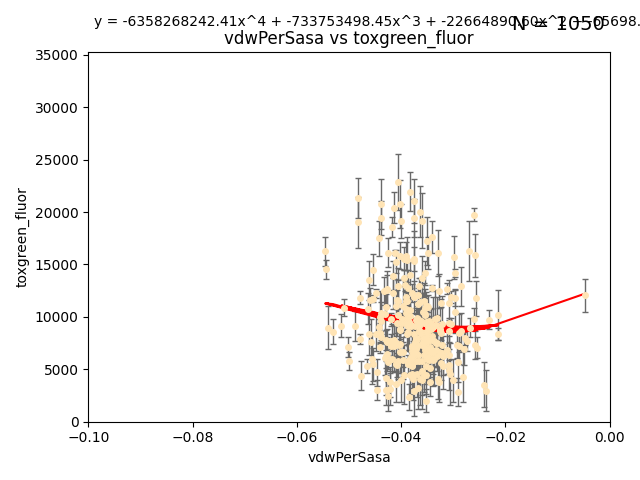 y = -6358268242.41x^4 + -733753498.45x^3 + -22664890.60x^2 +
N = 1050
vdwPerSasa vs toxgreen_fluor
35000
30000
25000
20000
15000
10000
5000
0
toxgreen_fluor
−0.10 −0.08 −0.06 −0.04 −0.02 0.00
vdwPerSasa